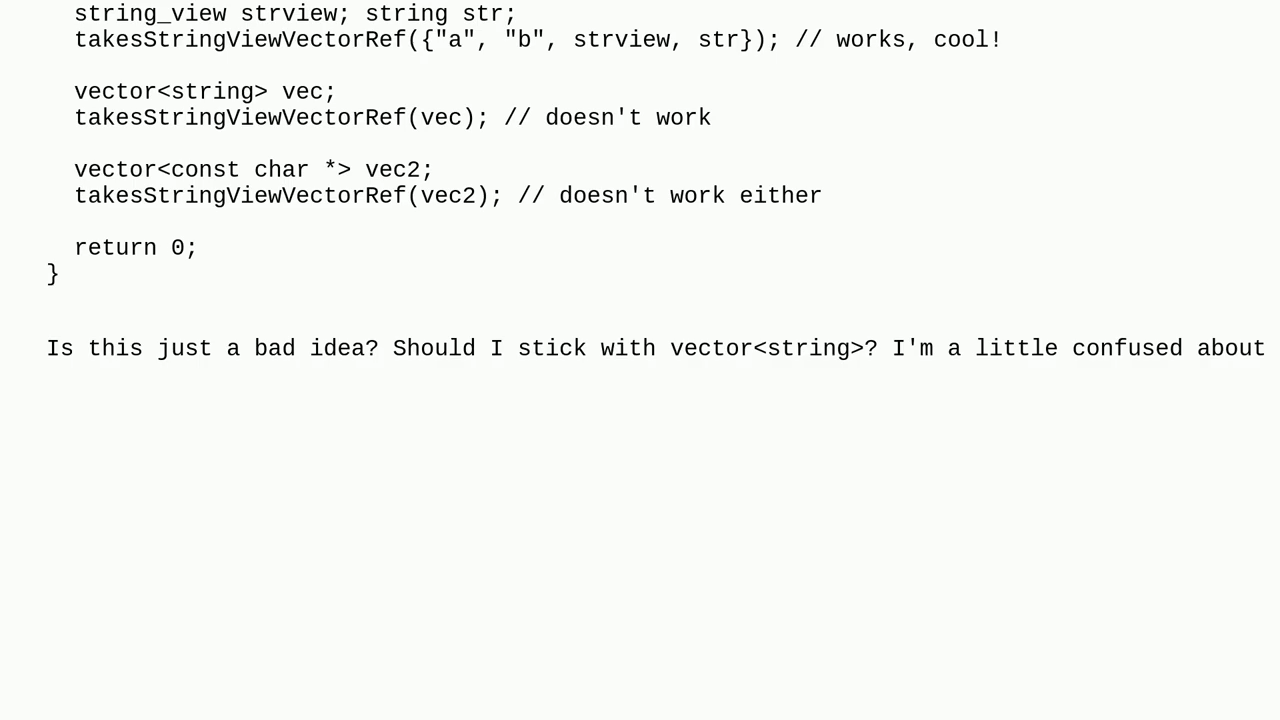 string_view strview; string str;
takesStringViewVectorRef({"a", "b", strview, str}); // works, cool!
vector<string> vec;
takesStringViewVectorRef(vec); // doesn't work
vector<const char *> vec2;
takesStringViewVectorRef(vec2); // doesn't work either
return 0;
}
Is this just a bad idea? Should I stick with vector<string>? I'm a little confused about